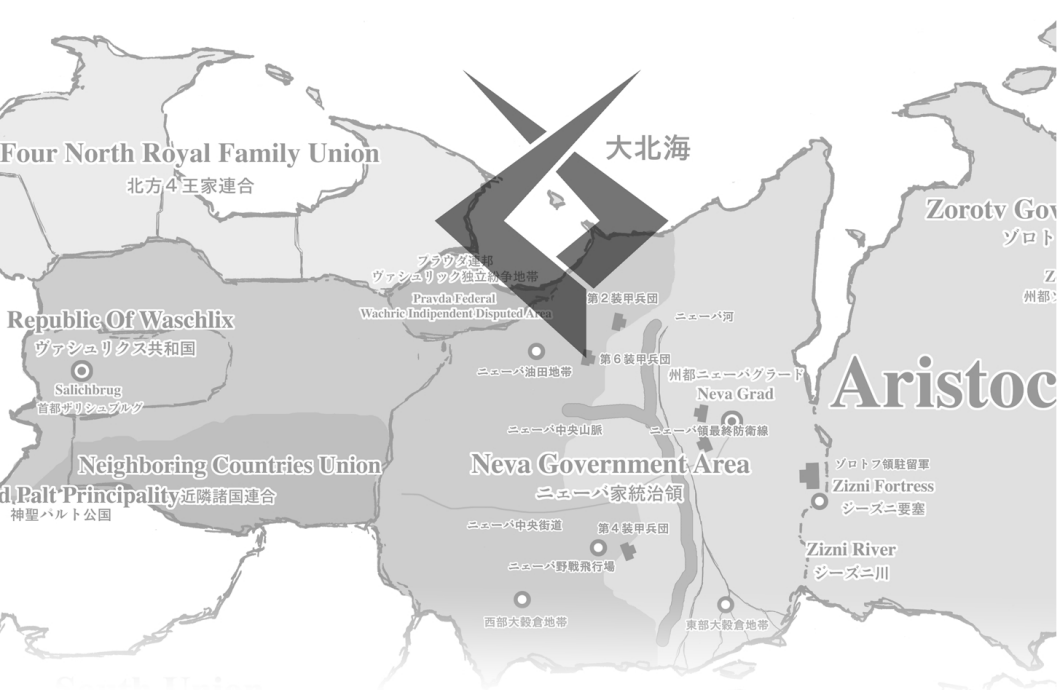 Four North Royal Family Union
北方4王家連合
大北海
Zorotv Gov
ゾロト
Z
州都ゾ
プラウダ連邦
ヴァシュリック独立紛争地帯
Pravda Federal
Wachric Indipendent Disputed Area
第2装甲兵団
ニェーバ河
Republic Of Waschlix
ヴァシュリクス共和国
Salichbrug
首都ザリシュブルグ
ニェーバ油田地帯
第6装甲兵団
州都ニェーバグラード
Neva Grad
Aristoc
ニェーバ中央山脈
ニェーバ領最終防衛線
Neighboring Countries Union
近隣諸国連合
d Palt Principality
神聖パルト公国
Neva Government Area
ニェーバ家統治領
ゾロトフ領駐留軍
Zizni Fortress
ジーズニ要塞
ニェーバ中央街道
第4装甲兵団
ニェーバ野戦飛行場
Zizni River
ジーズニ川
西部大穀倉地帯
東部大穀倉地帯
South Union